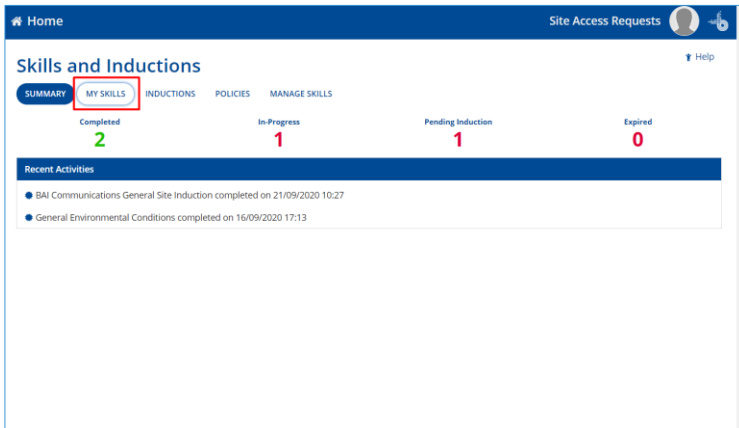 Home Site Access Requests
Help
Skills and Inductions
SUMMARY MY SKILLS INDUCTIONS POLICIES MANAGE SKILLS
Completed In-Progress Pending Induction Expired
2 1 1 0
Recent Activities
BAI Communications General Site Induction completed on 21/09/2020 10:27
General Environmental Conditions completed on 16/09/2020 17:13